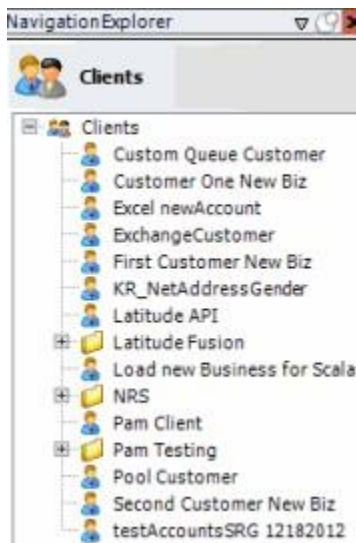 NavigationExplorer
Clients
Clients
Custom Queue Customer
Customer One New Biz
Excel newAccount
ExchangeCustomer
First Customer New Biz
KR_NetAddressGender
Latitude API
Latitude Fusion
Load new Business for Scala
NRS
Pam Client
Pam Testing
Pool Customer
Second Customer New Biz
testAccountsSRG 12182012